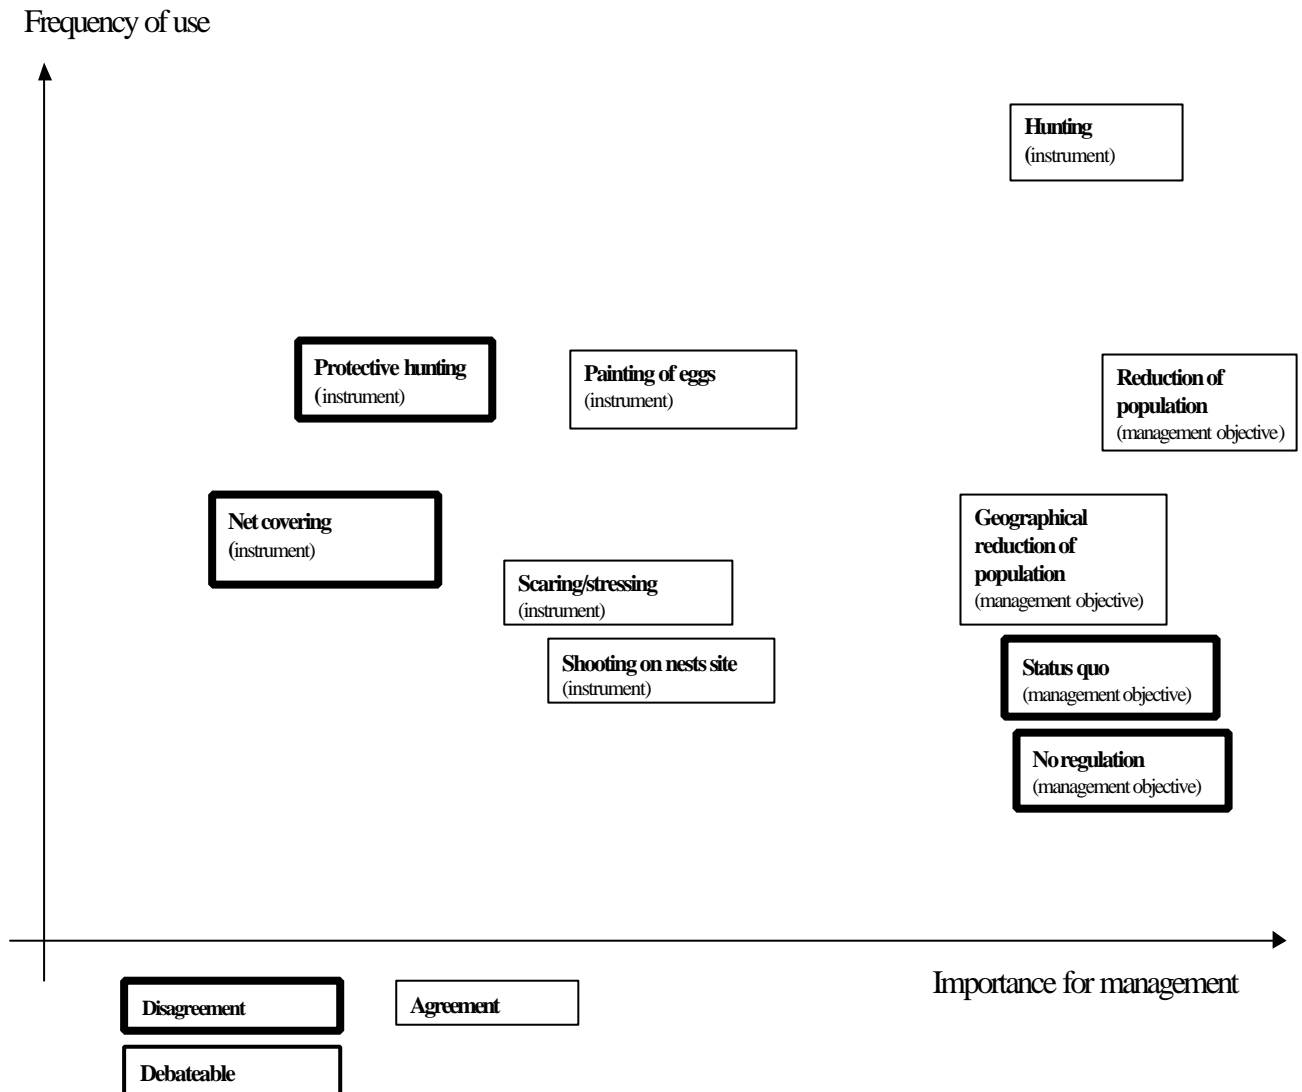 Frequency of use
Hunting
(instrument)
Protective hunting
(instrument)
Painting of eggs
(instrument)
Reduction of
population
(management objective)
Net covering
(instrument)
Geographical
reduction of
population
(management objective)
Scaring/stressing
(instrument)
Shooting on nests site
(instrument)
Status quo
(management objective)
No regulation
(management objective)
Importance for management
Disagreement
Agreement
Debateable